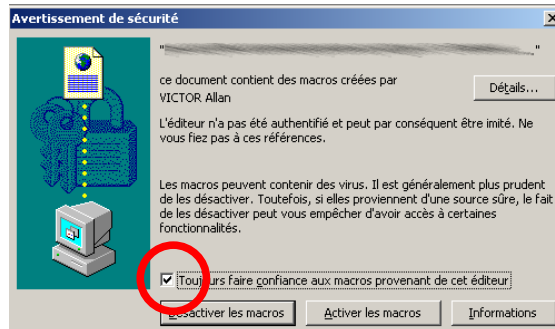 Avertissement de sécurité
" "
ce document contient des macros créées par
VICTOR Allan
Détails...
L'éditeur n'a pas été authentifié et peut par conséquent être imité. Ne
vous fiez pas à ces références.
Les macros peuvent contenir des virus. Il est généralement plus prudent
de les désactiver. Toutefois, si elles proviennent d'une source sûre, le fait
de les désactiver peut vous empêcher d'avoir accès à certaines
fonctionnalités.
Toujours faire confiance aux macros provenant de cet éditeur
Désactiver les macros Activer les macros Informations